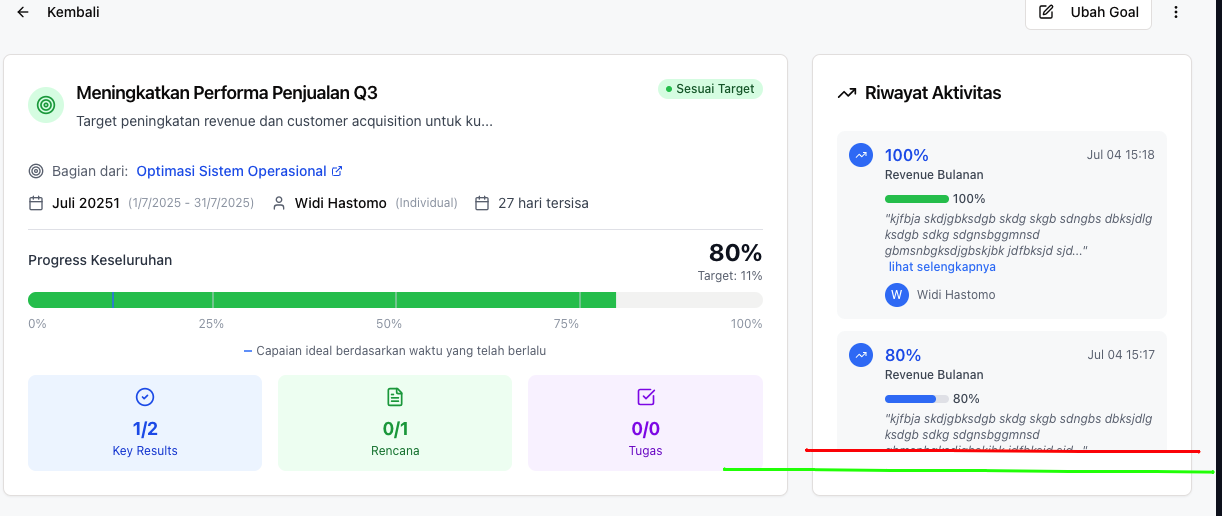 Kembali
Ubah Goal
Meningkatkan Performa Penjualan Q3
Sesuai Target
Target peningkatan revenue dan customer acquisition untuk ku...
Bagian dari: Optimasi Sistem Operasional
Juli 20251 (1/7/2025 - 31/7/2025) Widi Hastomo (Individual) 27 hari tersisa
Progress Keseluruhan
80%
Target: 11%
0% 25% 50% 75% 100%
Capaian ideal berdasarkan waktu yang telah berlalu
1/2
Key Results
0/1
Rencana
0/0
Tugas
Riwayat Aktivitas
100% Jul 04 15:18
Revenue Bulanan
100%
"kjfbja skdjgbksdgb skdg skgb sdngbs dbksjdlg
ksdgb sdkg sdgnsbggmnsd
gbmsnbgksdjgbskjbk jdfbksjd sjd..."
lihat selengkapnya
W Widi Hastomo
80% Jul 04 15:17
Revenue Bulanan
80%
"kjfbja skdjgbksdgb skdg skgb sdngbs dbksjdlg
ksdgb sdkg sdgnsbggmnsd